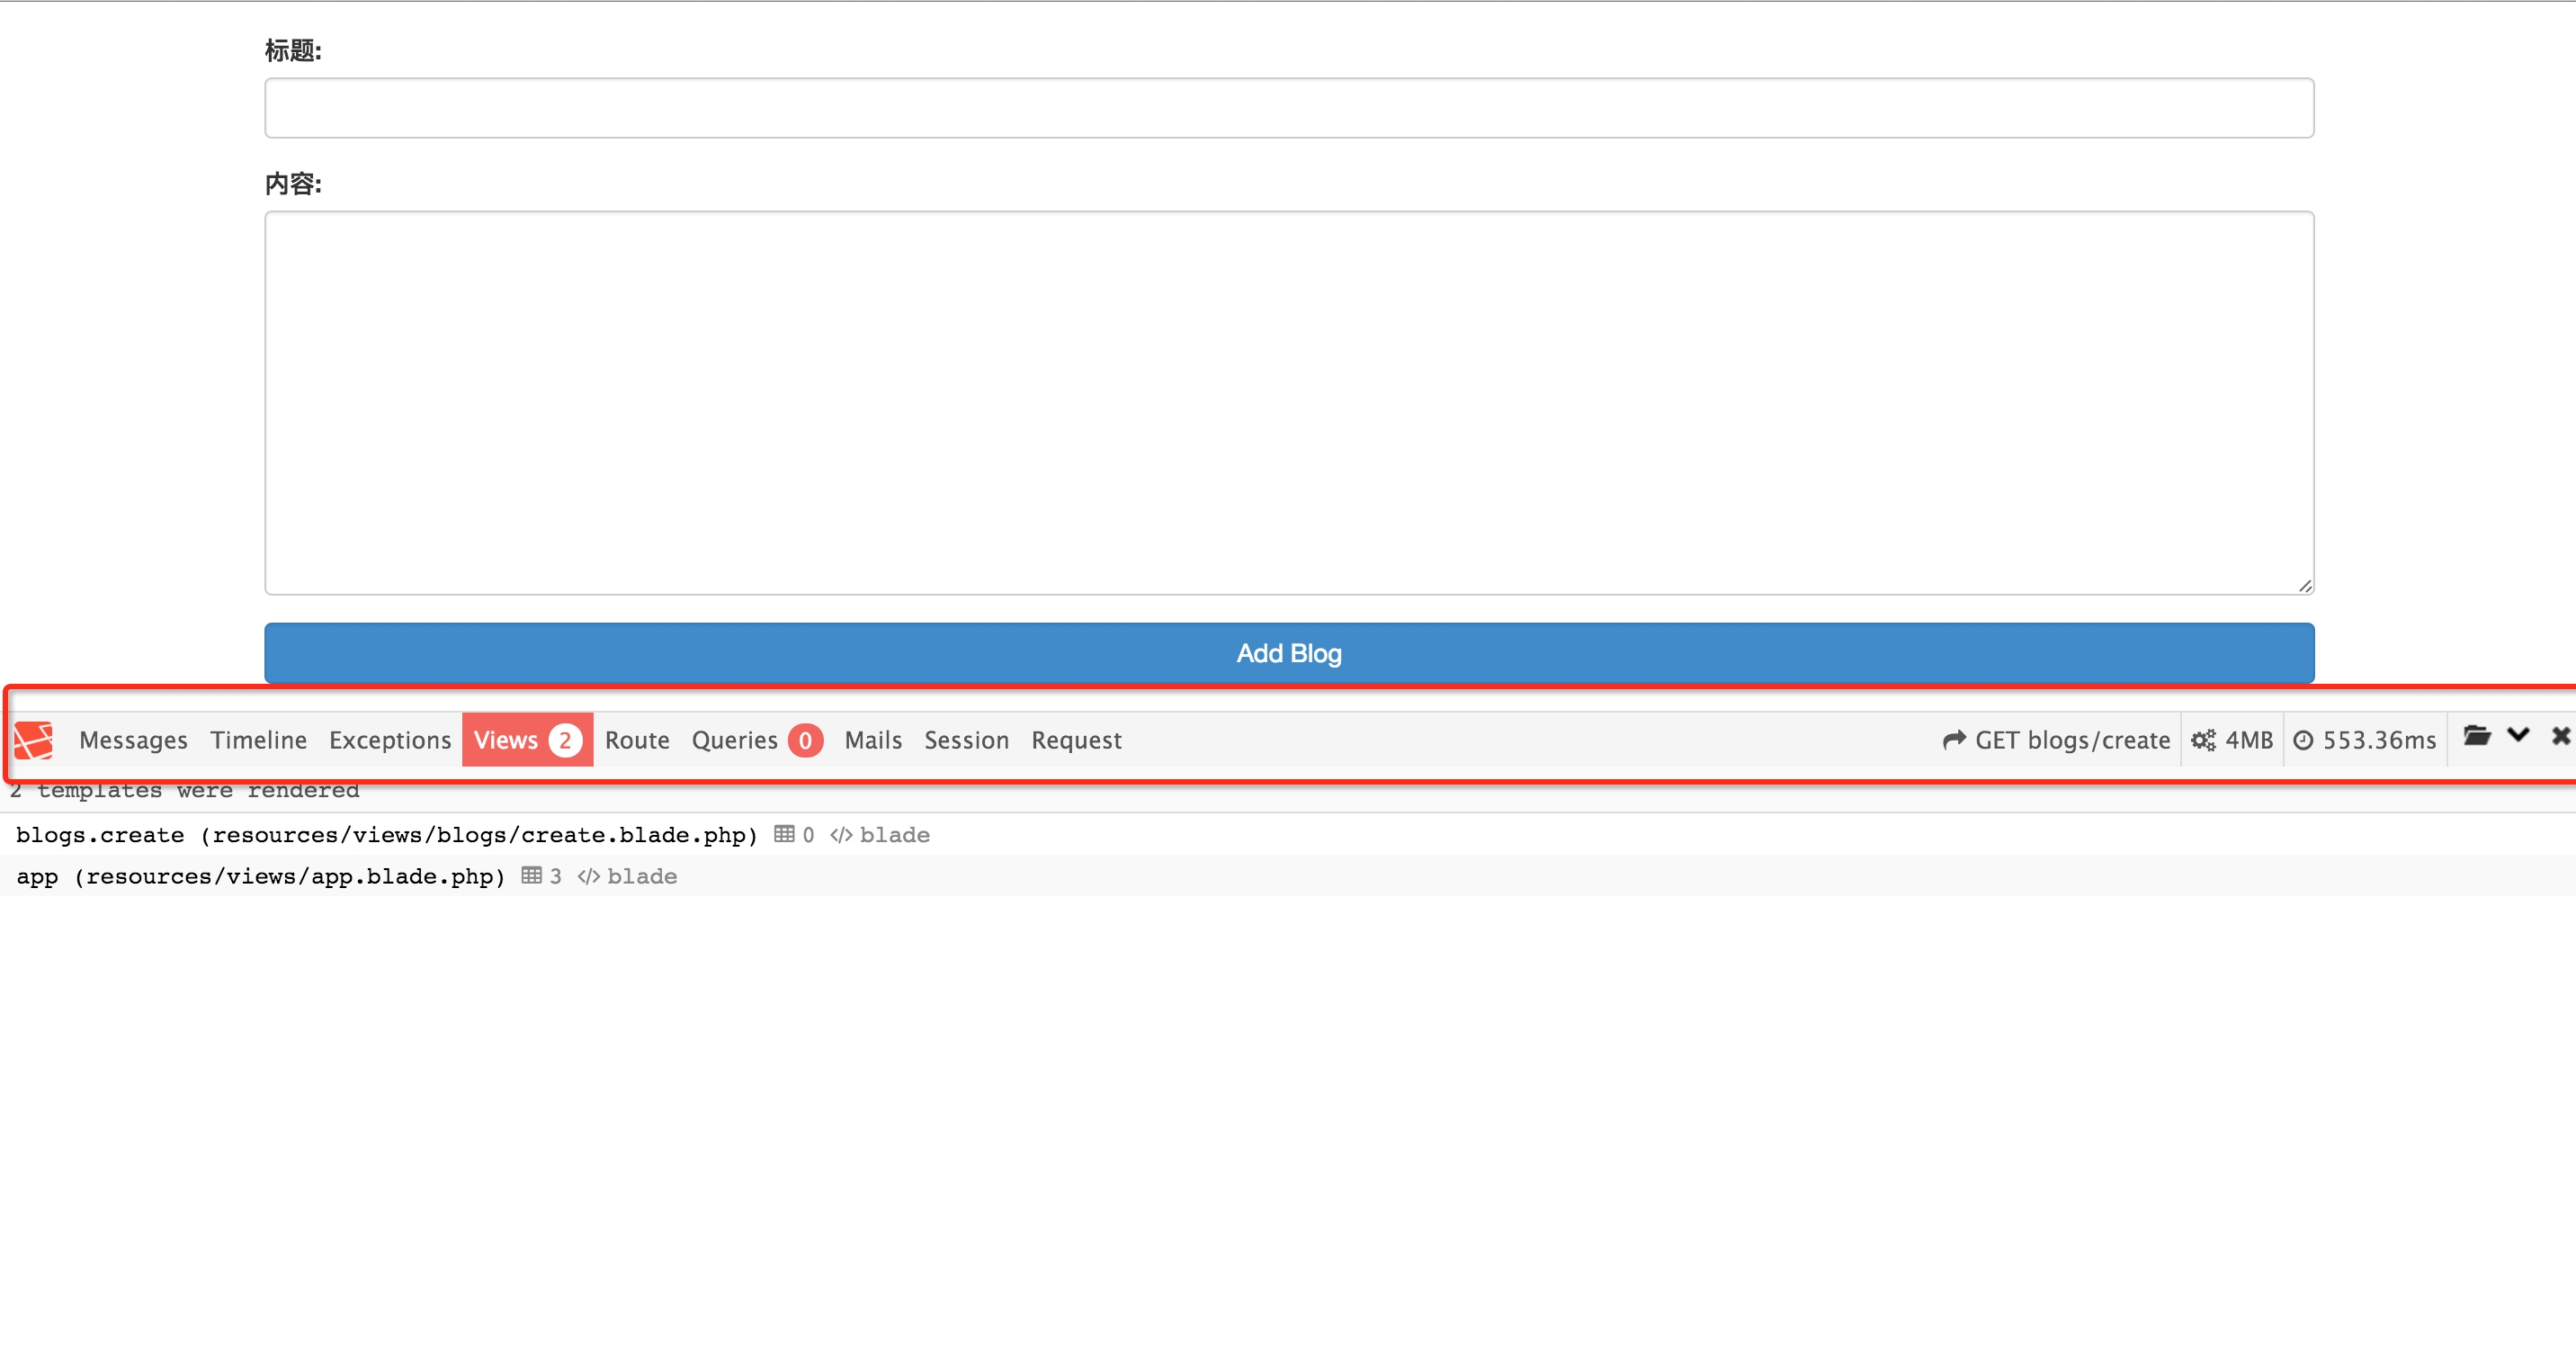 标题:
内容:
Add Blog
Messages Timeline Exceptions Views 2 Route Queries 0 Mails Session Request GET blogs/create 4MB 553.36ms
2 templates were rendered
blogs.create (resources/views/blogs/create.blade.php) 0 </> blade
app (resources/views/app.blade.php) 3 </> blade